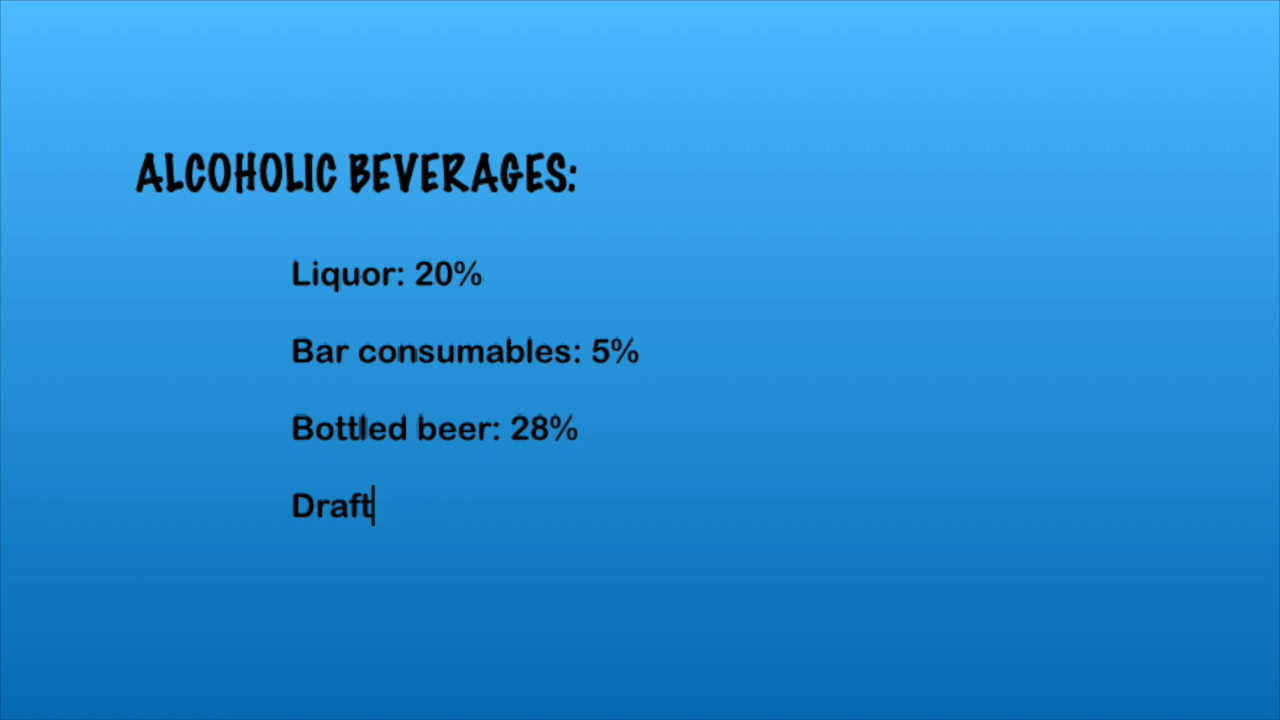 ALCOHOLIC BEVERAGES:
Liquor: 20%
Bar consumables: 5%
Bottled beer: 28%
Draft